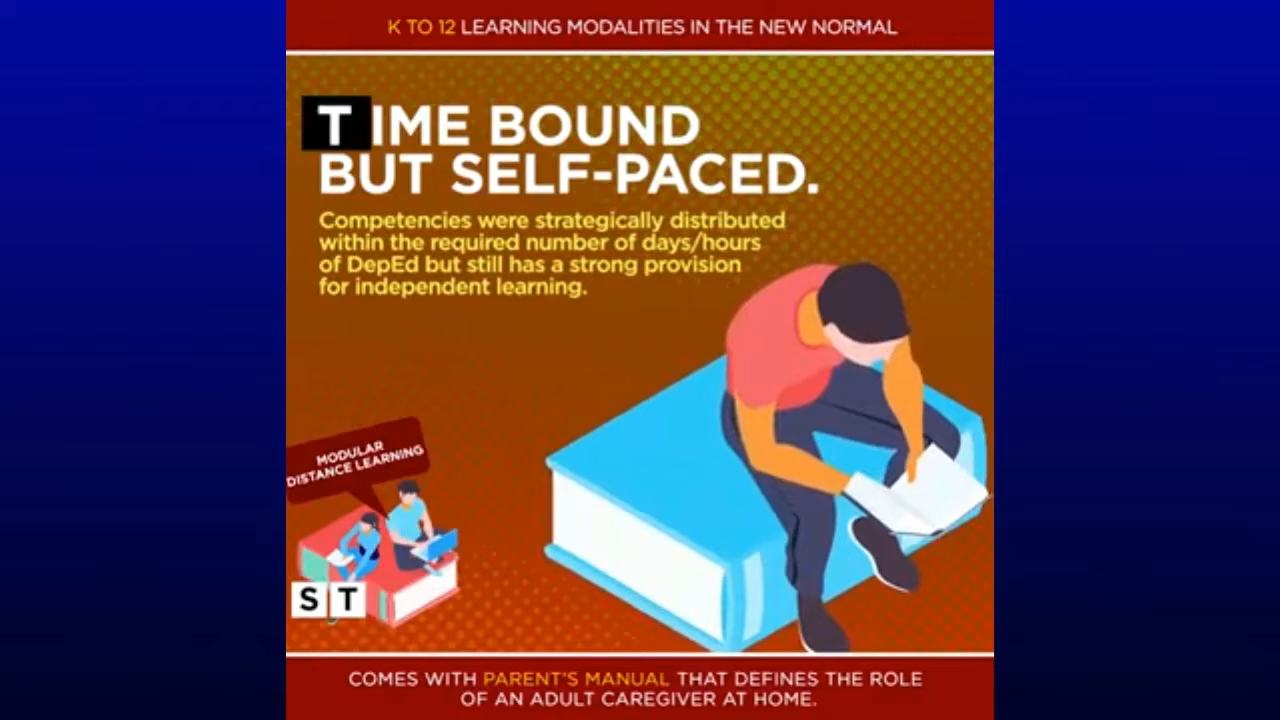 K TO 12 LEARNING MODALITIES IN THE NEW NORMAL
TIME BOUND
BUT SELF-PACED.
Competencies were strategically distributed
within the required number of days/hours
of DepEd but still has a strong provision
for independent learning.
MODULAR
DISTANCE LEARNING
S T
COMES WITH PARENT'S MANUAL THAT DEFINES THE ROLE
OF AN ADULT CAREGIVER AT HOME.